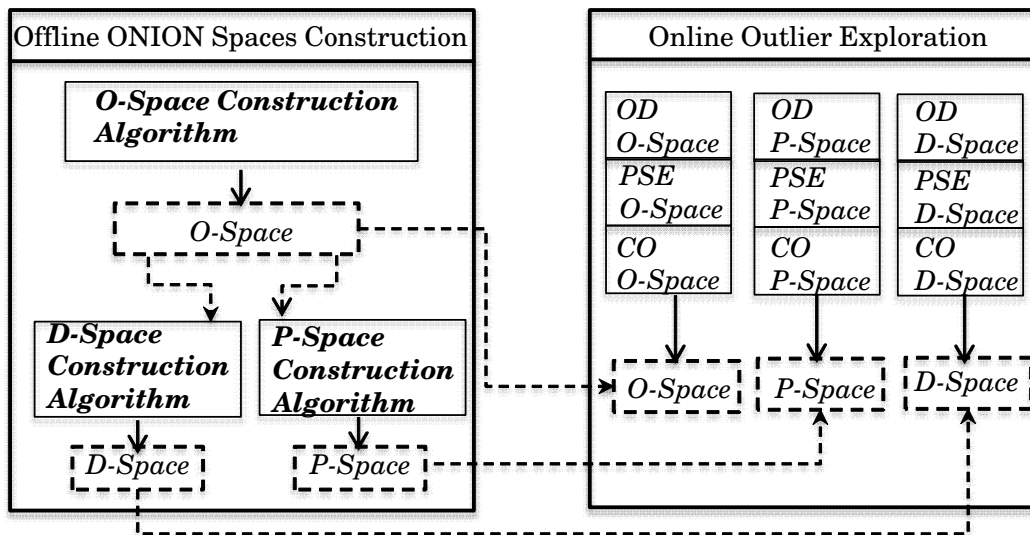 Offline ONION Spaces Construction
O-Space Construction
Algorithm
O-Space
D-Space
Construction
Algorithm
P-Space
Construction
Algorithm
D-Space
P-Space
Online Outlier Exploration
OD
O-Space
PSE
O-Space
CO
O-Space
OD
P-Space
PSE
P-Space
CO
P-Space
OD
D-Space
PSE
D-Space
CO
D-Space
O-Space
P-Space
D-Space